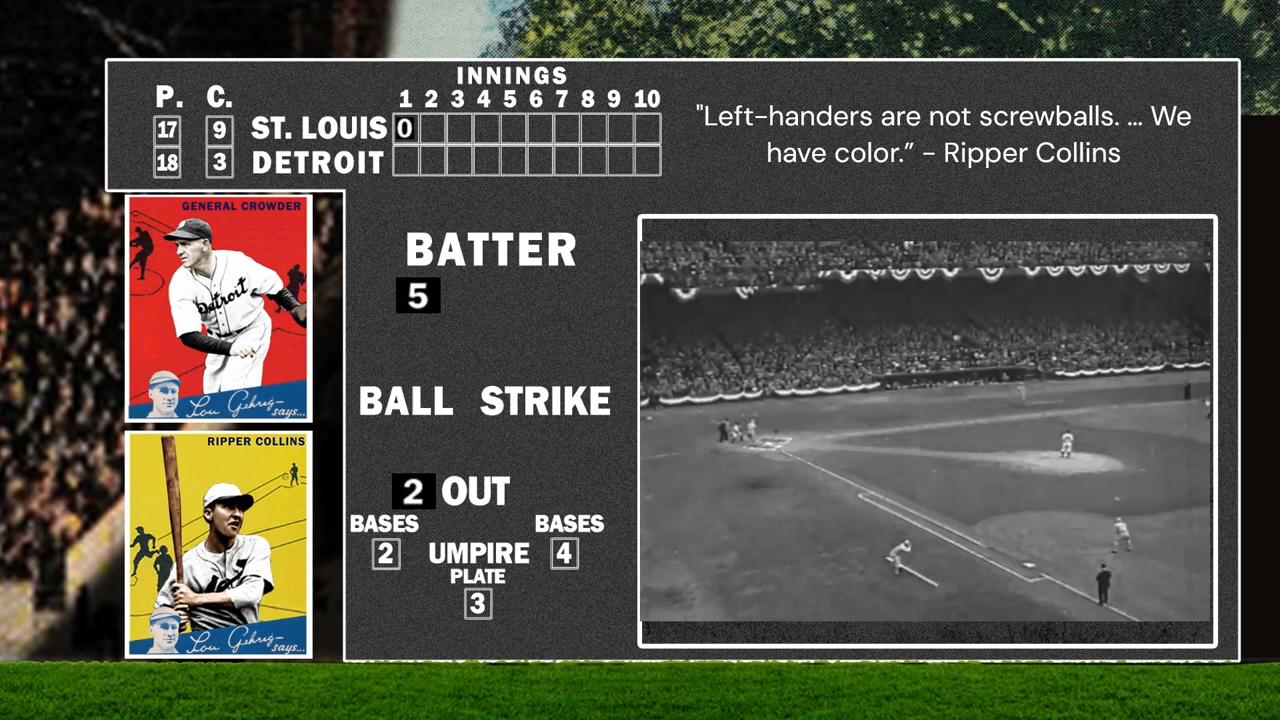 INNINGS
P. C. 1 2 3 4 5 6 7 8 9 10
17 9 ST. LOUIS 0
18 3 DETROIT
"Left-handers are not screwballs. ... We
have color.” - Ripper Collins
GENERAL CROWDER
Detroit
Lou Gehrig-
says...
RIPPER COLLINS
Lou Gehrig-
says...
BATTER
5
BALL STRIKE
2 OUT
BASES BASES
2 UMPIRE 4
PLATE
3